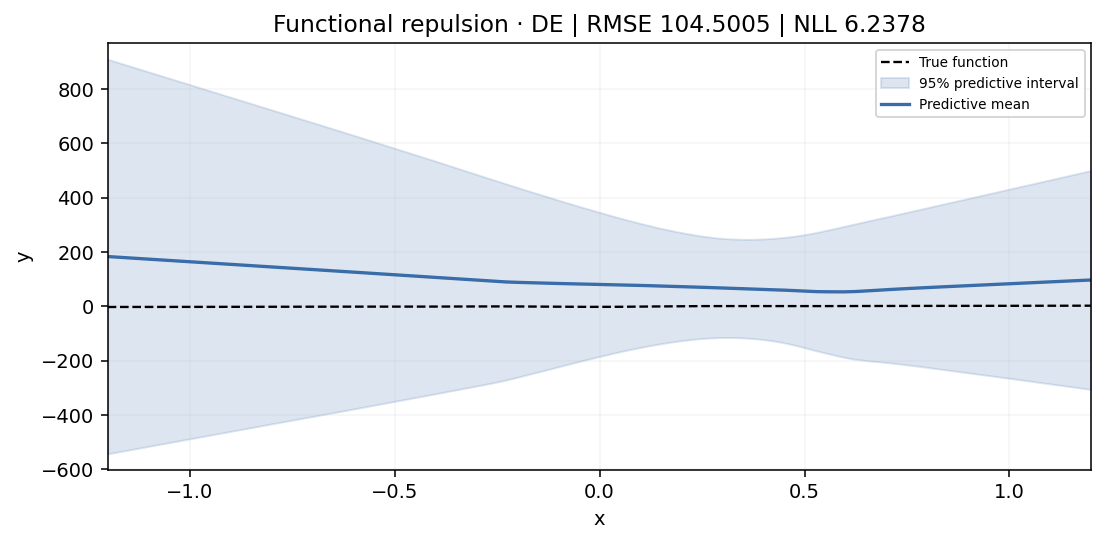 Functional repulsion · DE | RMSE 104.5005 | NLL 6.2378
True function
95% predictive interval
Predictive mean
800
600
400
200
0
−200
−400
−600
y
−1.0 −0.5 0.0 0.5 1.0
x